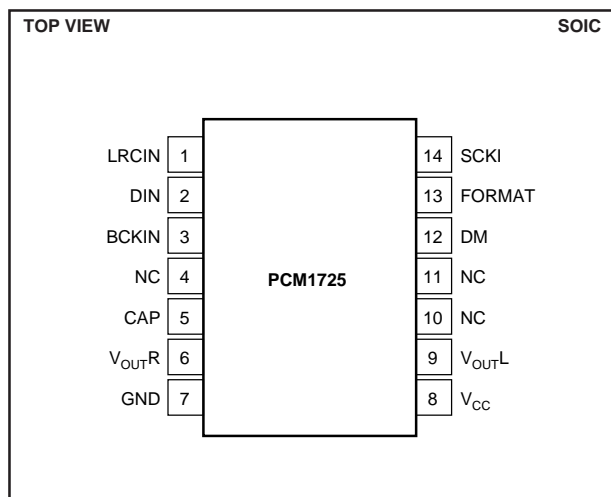 TOP VIEW SOIC
LRCIN 1 14 SCKI
DIN 2 13 FORMAT
BCKIN 3 12 DM
NC 4 PCM1725 11 NC
CAP 5 10 NC
VOUTR 6 9 VOUTL
GND 7 8 VCC